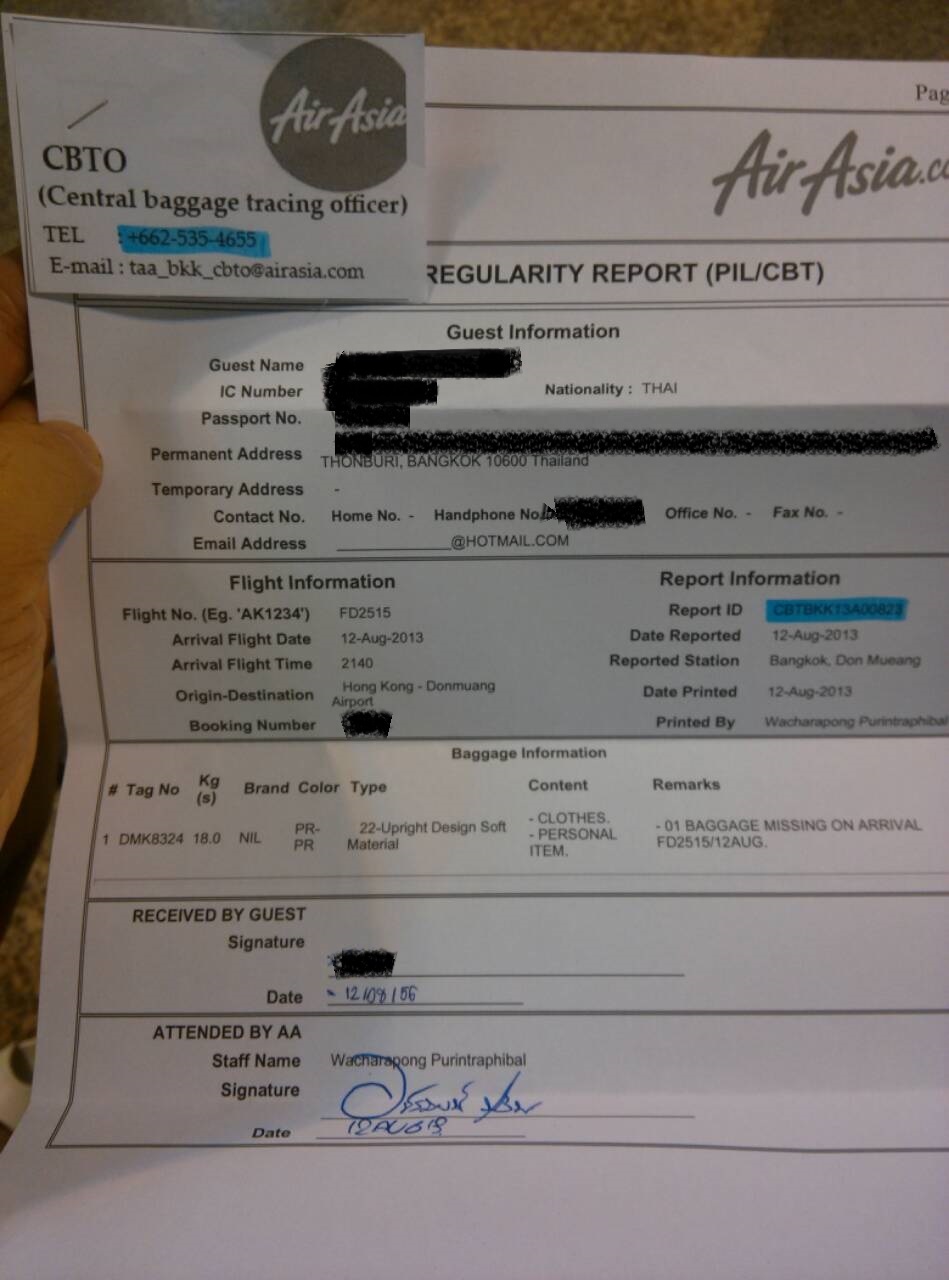 AirAsia
CBTO
(Central baggage tracing officer)
TEL : +662-535-4655
E-mail : taa_bkk_cbto@airasia.com
Pag
AirAsia.co
REGULARITY REPORT (PIL/CBT)
Guest Information
Guest Name
IC Number Nationality : THAI
Passport No.
Permanent Address
THONBURI, BANGKOK 10600 Thailand
Temporary Address -
Contact No. Home No. - Handphone No. Office No. - Fax No. -
Email Address @HOTMAIL.COM
Flight Information Report Information
Flight No. (Eg. 'AK1234') FD2515 Report ID CBTBKK13A00823
Arrival Flight Date 12-Aug-2013 Date Reported 12-Aug-2013
Arrival Flight Time 2140 Reported Station Bangkok, Don Mueang
Origin-Destination Hong Kong - Donmuang Airport Date Printed 12-Aug-2013
Booking Number Printed By Wacharapong Purintraphibal
Baggage Information
# Tag No Kg (s) Brand Color Type Content Remarks
1 DMK8324 18.0 NIL PR-PR 22-Upright Design Soft Material - CLOTHES. - PERSONAL ITEM. - 01 BAGGAGE MISSING ON ARRIVAL FD2515/12AUG.
RECEIVED BY GUEST
Signature
Date 12/08/56
ATTENDED BY AA
Staff Name Wacharapong Purintraphibal
Signature
Date 12AUG13